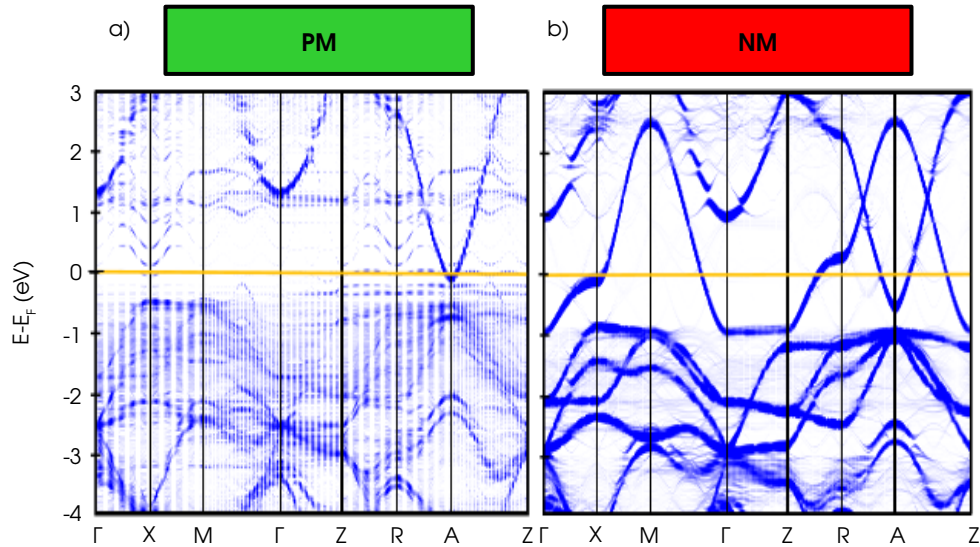 a)
PM
b)
NM
E-E_F (eV)
3
2
1
0
-1
-2
-3
-4
Γ X M Γ Z R A Z
Γ X M Γ Z R A Z